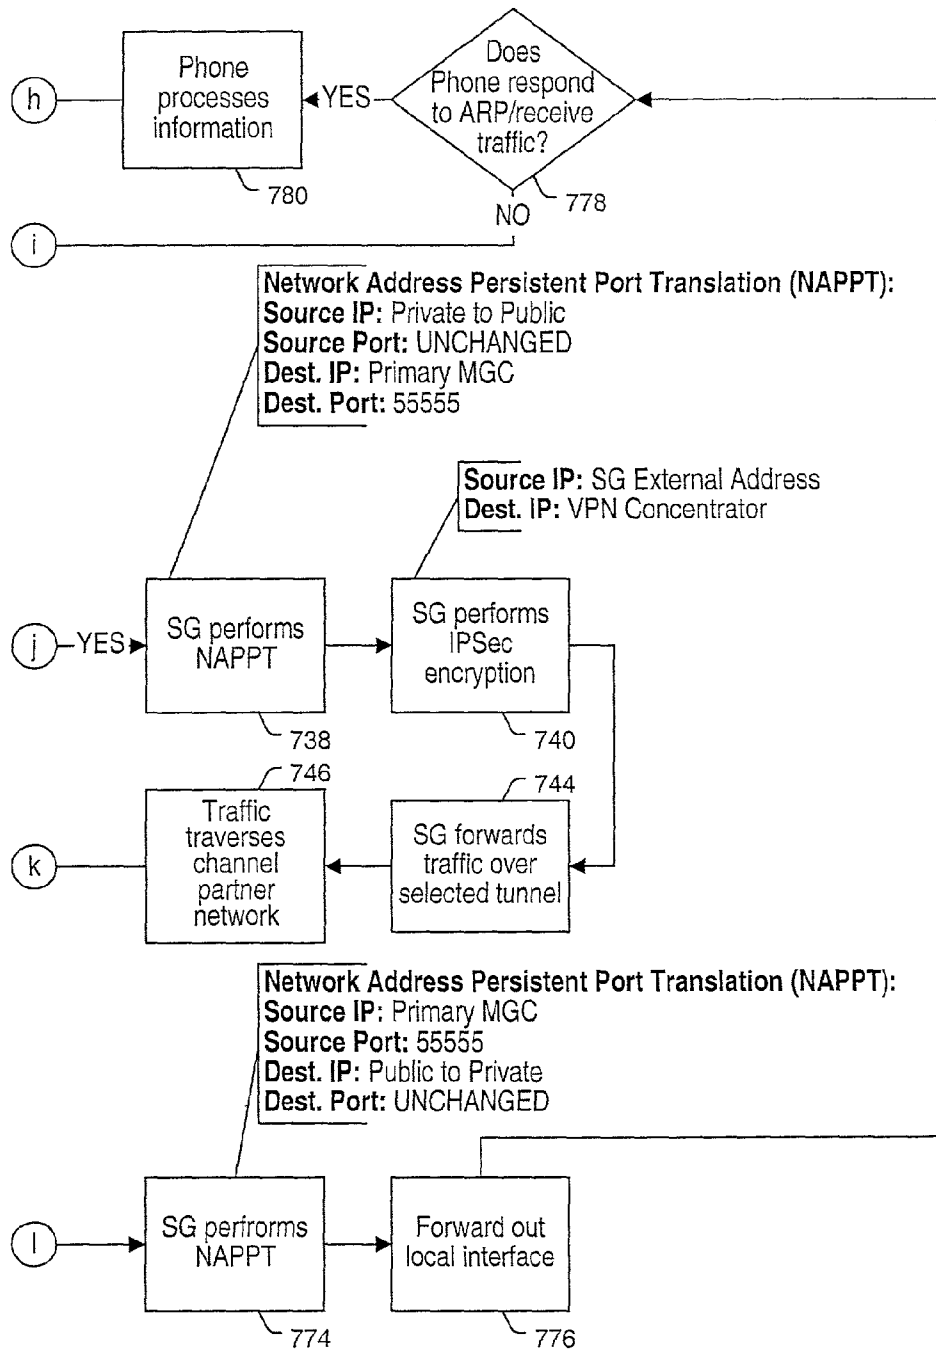 h
Phone
processes
information
780
YES
Does
Phone respond
to ARP/receive
traffic?
778
NO
i
Network Address Persistent Port Translation (NAPPT):
Source IP: Private to Public
Source Port: UNCHANGED
Dest. IP: Primary MGC
Dest. Port: 55555
Source IP: SG External Address
Dest. IP: VPN Concentrator
j
YES
SG performs
NAPPT
738
SG performs
IPSec
encryption
740
k
Traffic
traverses
channel
partner
network
746
SG forwards
traffic over
selected tunnel
744
Network Address Persistent Port Translation (NAPPT):
Source IP: Primary MGC
Source Port: 55555
Dest. IP: Public to Private
Dest. Port: UNCHANGED
l
SG perfrorms
NAPPT
774
Forward out
local interface
776